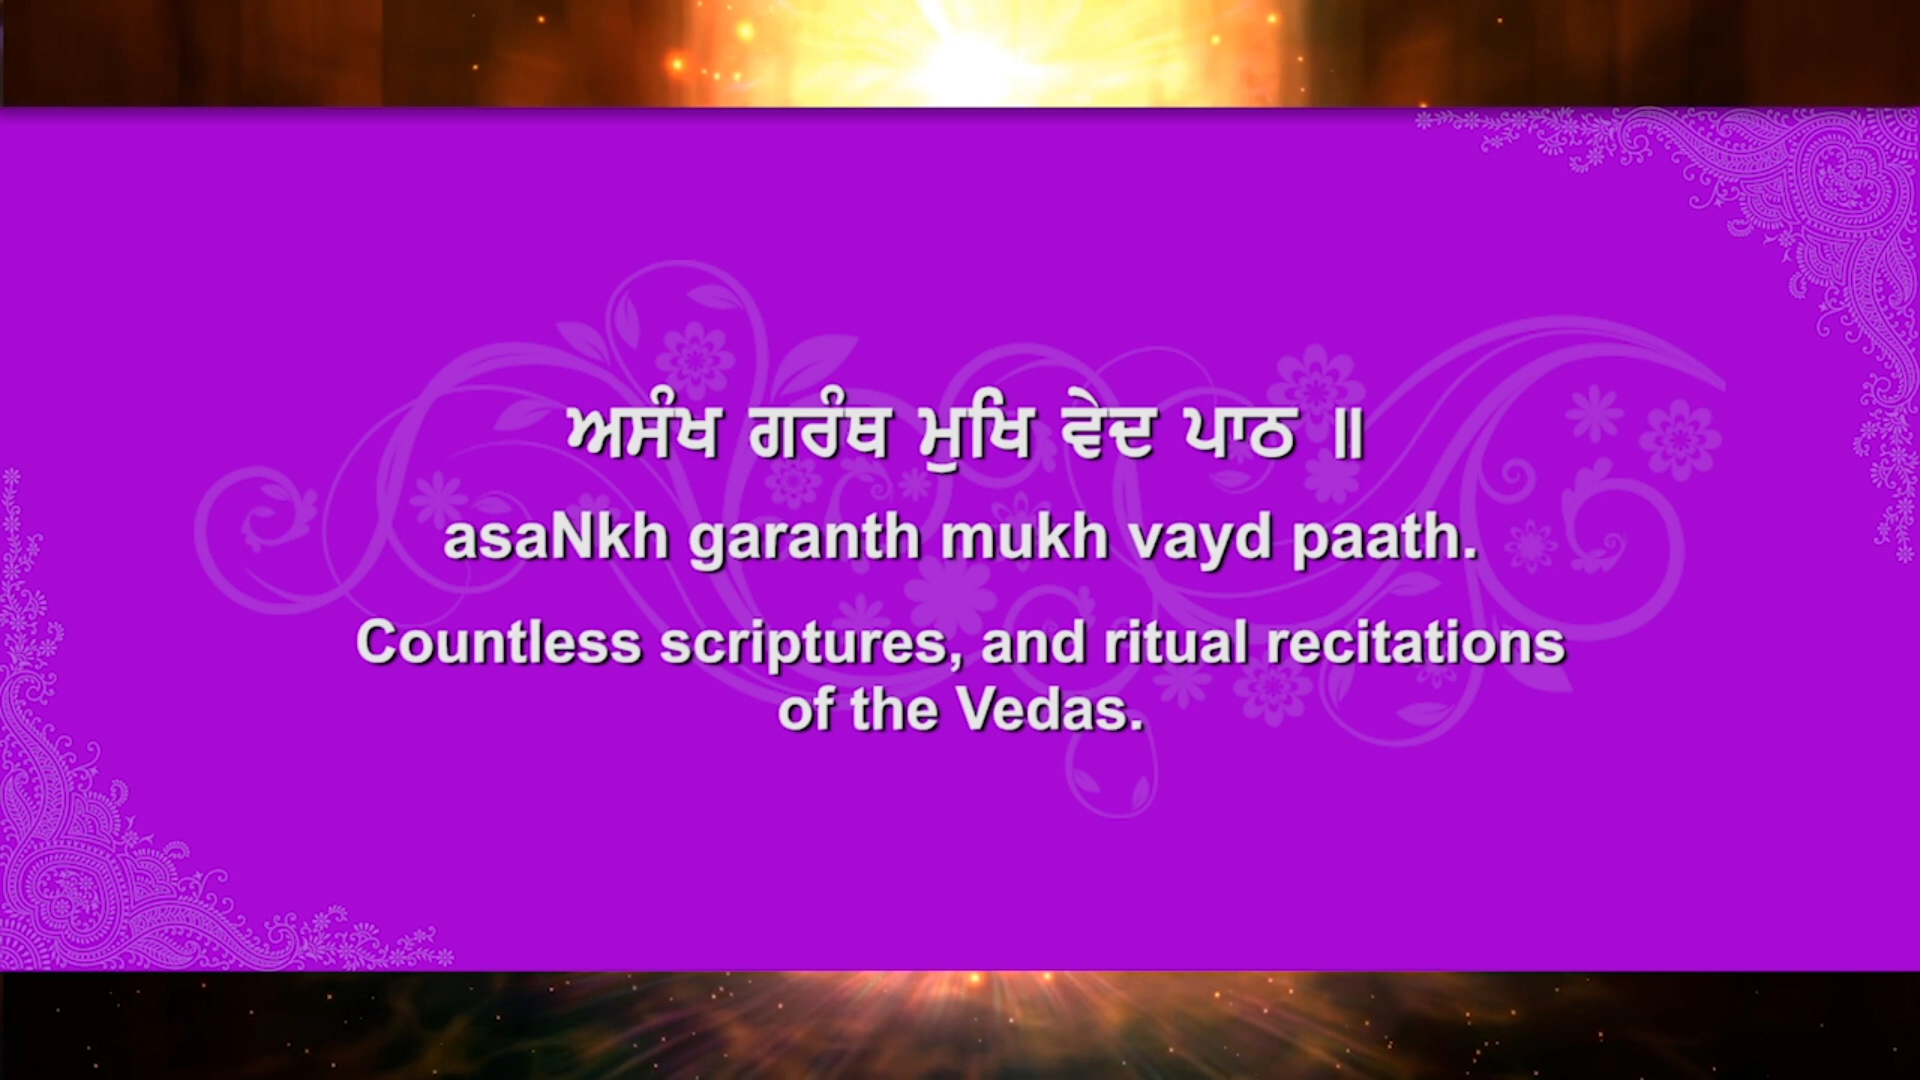 ਅਸੰਖ ਗਰੰਥ ਮੁਖਿ ਵੇਦ ਪਾਠ ॥
asaNkh garanth mukh vayd paath.
Countless scriptures, and ritual recitations
of the Vedas.